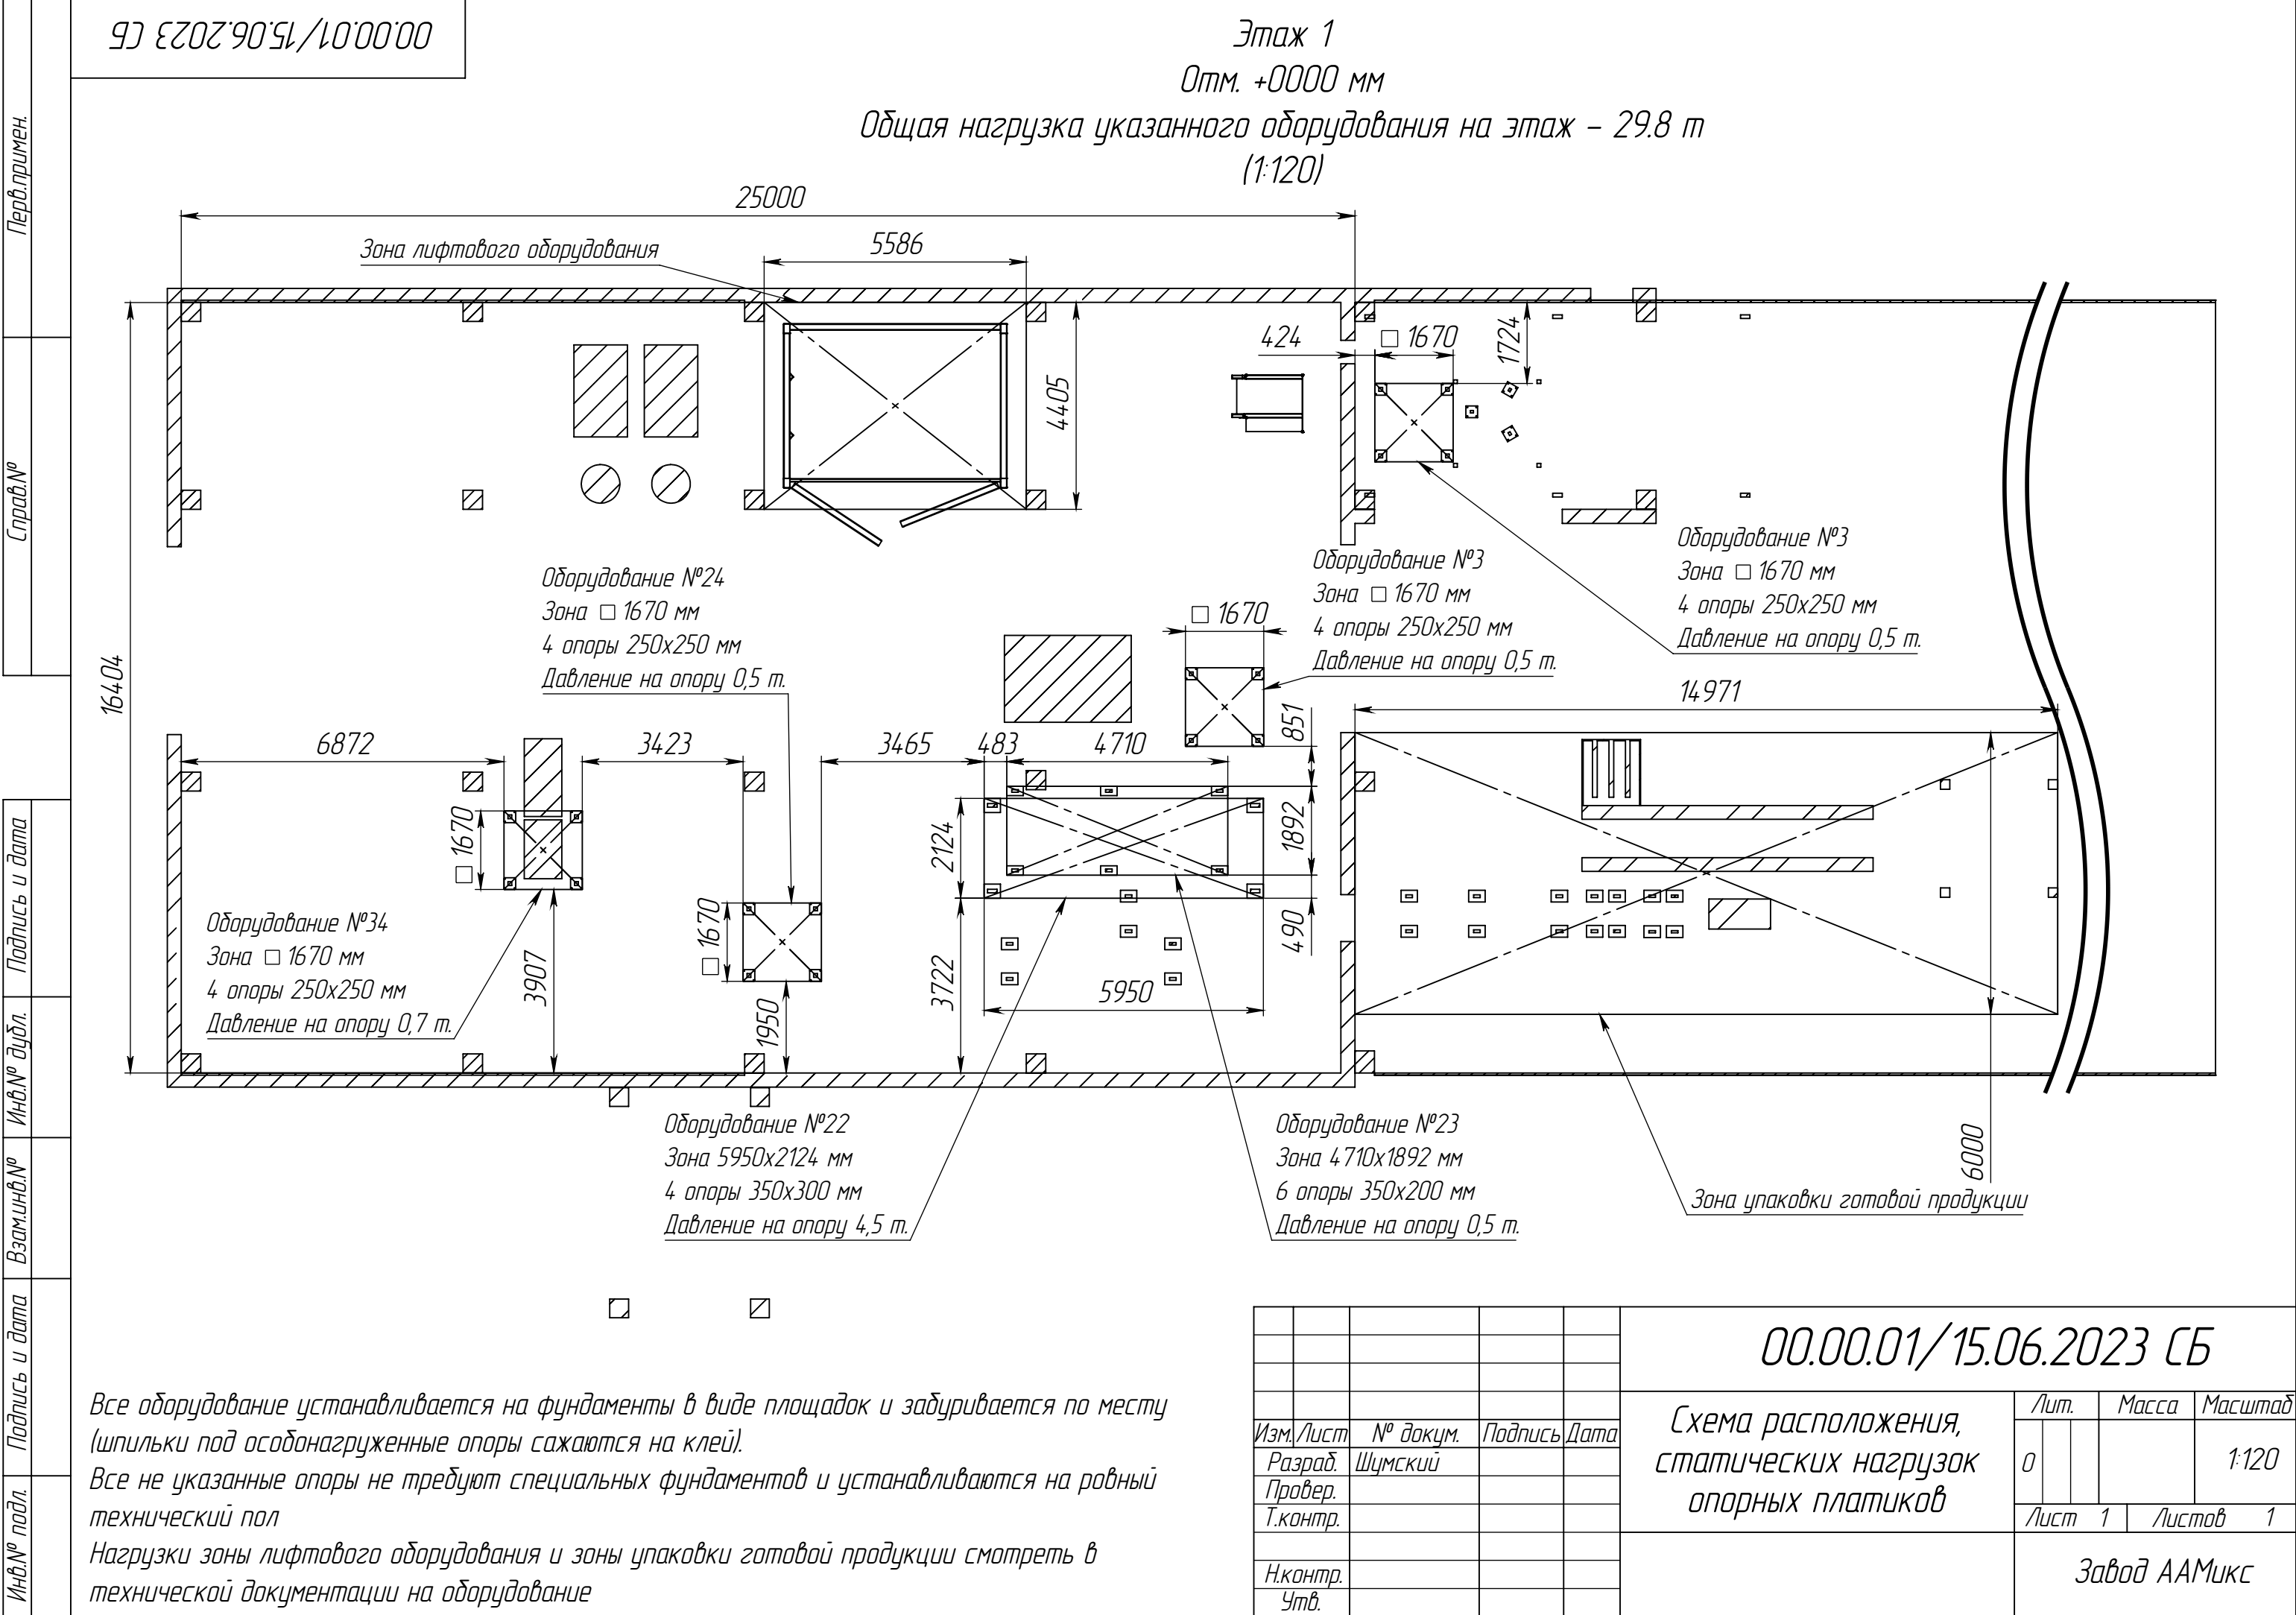 00.00.01/15.06.2023 СБ
Этаж 1
Отм. +0000 мм
Общая нагрузка указанного оборудования на этаж – 29.8 т
(1:120)
Перв.примен.
Справ.№
Подпись и дата
Инв.№ дубл.
Взам.инв.№
Подпись и дата
Инв.№ подл.
25000
Зона лифтового оборудования
5586
4405
424
□ 1670
1724
16404
Оборудование №24
Зона □ 1670 мм
4 опоры 250х250 мм
Давление на опору 0,5 т.
□ 1670
Оборудование №3
Зона □ 1670 мм
4 опоры 250х250 мм
Давление на опору 0,5 т.
Оборудование №3
Зона □ 1670 мм
4 опоры 250х250 мм
Давление на опору 0,5 т.
14971
6872
3423
3465
483
4710
851
□ 1670
2124
1892
□ 1670
490
3907
1950
3722
5950
Оборудование №34
Зона □ 1670 мм
4 опоры 250х250 мм
Давление на опору 0,7 т.
Оборудование №22
Зона 5950х2124 мм
4 опоры 350х300 мм
Давление на опору 4,5 т.
Оборудование №23
Зона 4710х1892 мм
6 опоры 350х200 мм
Давление на опору 0,5 т.
6000
Зона упаковки готовой продукции
Все оборудование устанавливается на фундаменты в виде площадок и забуривается по месту
(шпильки под особонагруженные опоры сажаются на клей).
Все не указанные опоры не требуют специальных фундаментов и устанавливаются на ровный
технический пол
Нагрузки зоны лифтового оборудования и зоны упаковки готовой продукции смотреть в
технической документации на оборудование
00.00.01/15.06.2023 СБ
Изм. Лист № докум. Подпись Дата
Разраб. Шумский
Провер.
Т.контр.
Н.контр.
Утв.
Схема расположения,
статических нагрузок
опорных платиков
Лит. Масса Масштаб
О 1:120
Лист 1 Листов 1
Завод ААМикс